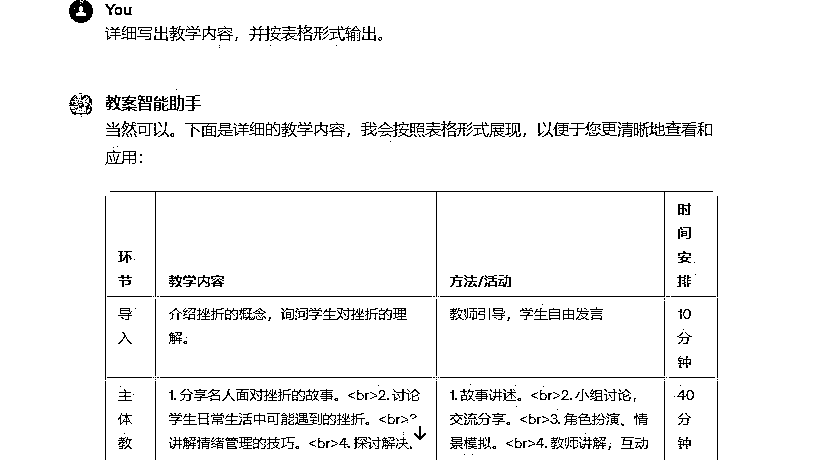 You
详细写出教学内容，并按表格形式输出。
教案智能助手
当然可以。下面是详细的教学内容，我会按照表格形式展现，以便于您更清晰地查看和
应用：
环
节
教学内容
方法/活动
时
间
安
排
导
入
介绍挫折的概念，询问学生对挫折的理
解。
教师引导，学生自由发言
10
分
钟
主
体
教
1. 分享名人面对挫折的故事。<br>2. 讨论
学生日常生活中可能遇到的挫折。<br>
讲解情绪管理的技巧。<br>4. 探讨解决
1. 故事讲述。<br>2. 小组讨论，
交流分享。<br>3. 角色扮演、情
景模拟。<br>4. 教师讲解，互动
40
分
钟